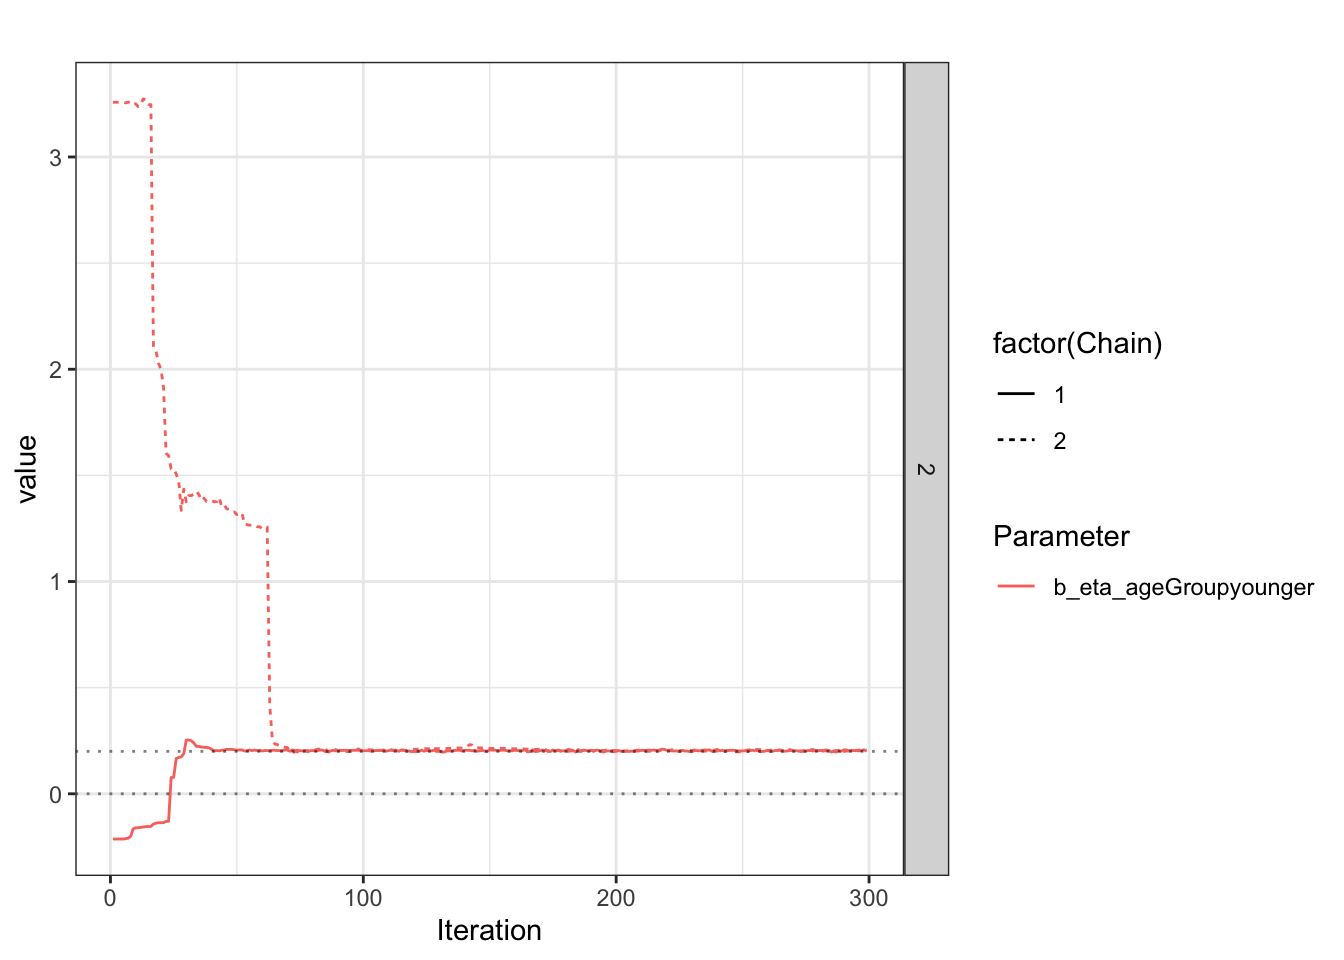 3
2
1
0
value
0
100
200
300
Iteration
2
factor(Chain)
1
2
Parameter
b_eta_ageGroupyounger